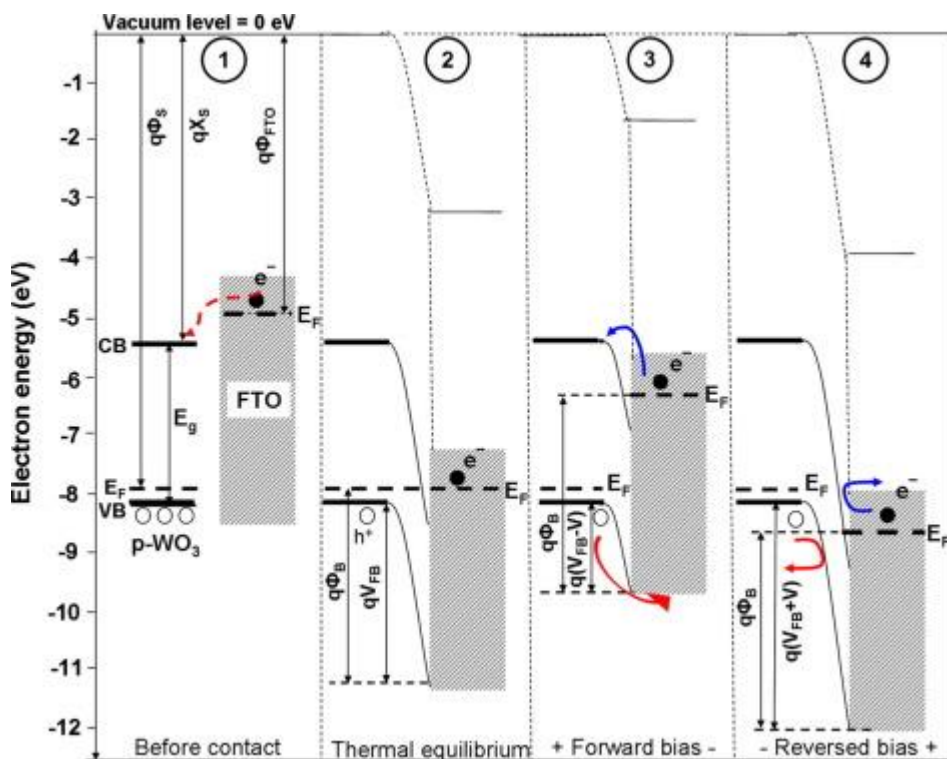 Vacuum level = 0 eV
1
2
3
4
Electron energy (eV)
-1
-2
-3
-4
-5
-6
-7
-8
-9
-10
-11
-12
qΦS
qXS
qΦFTO
e−
EF
CB
Eg
FTO
EF
VB
p-WO3
Before contact
e−
EF
h+
qΦB
qVFB
Thermal equilibrium
e−
EF
EF
qΦB
q(VFB-V)
+ Forward bias -
e−
EF
EF
qΦB
q(VFB+V)
- Reversed bias +